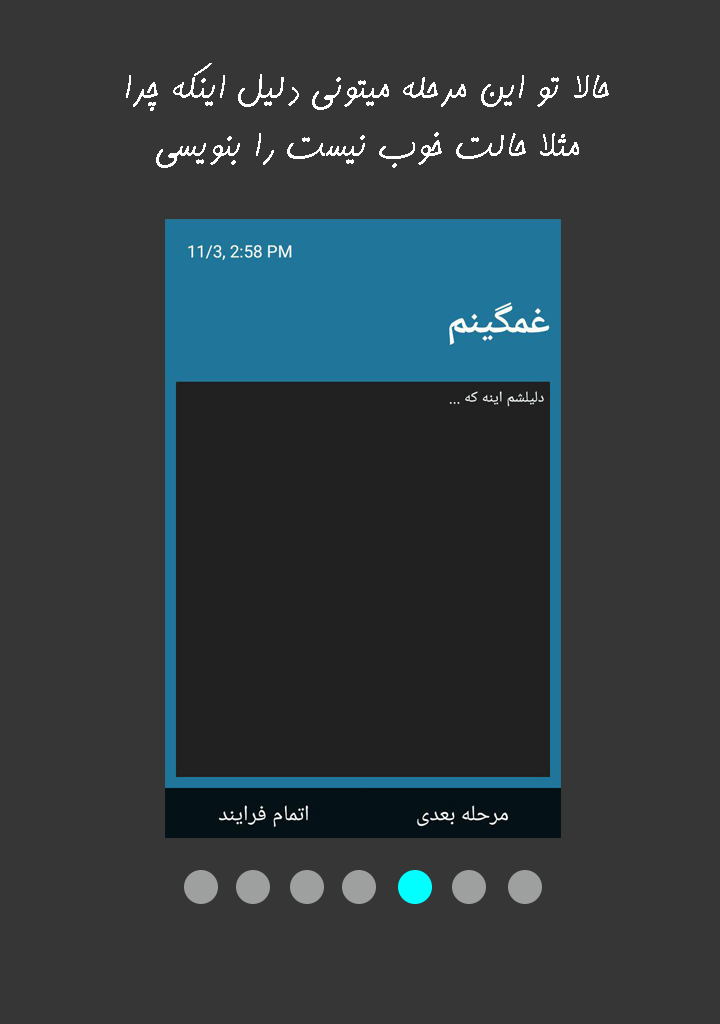 حالا تو این مرحله میتونی دلیل اینکه چرا
مثلا حالت خوب نیست را بنویسی
11/3, 2:58 PM
غمگینم
دلیلشم اینه که ...
مرحله بعدی
اتمام فرایند